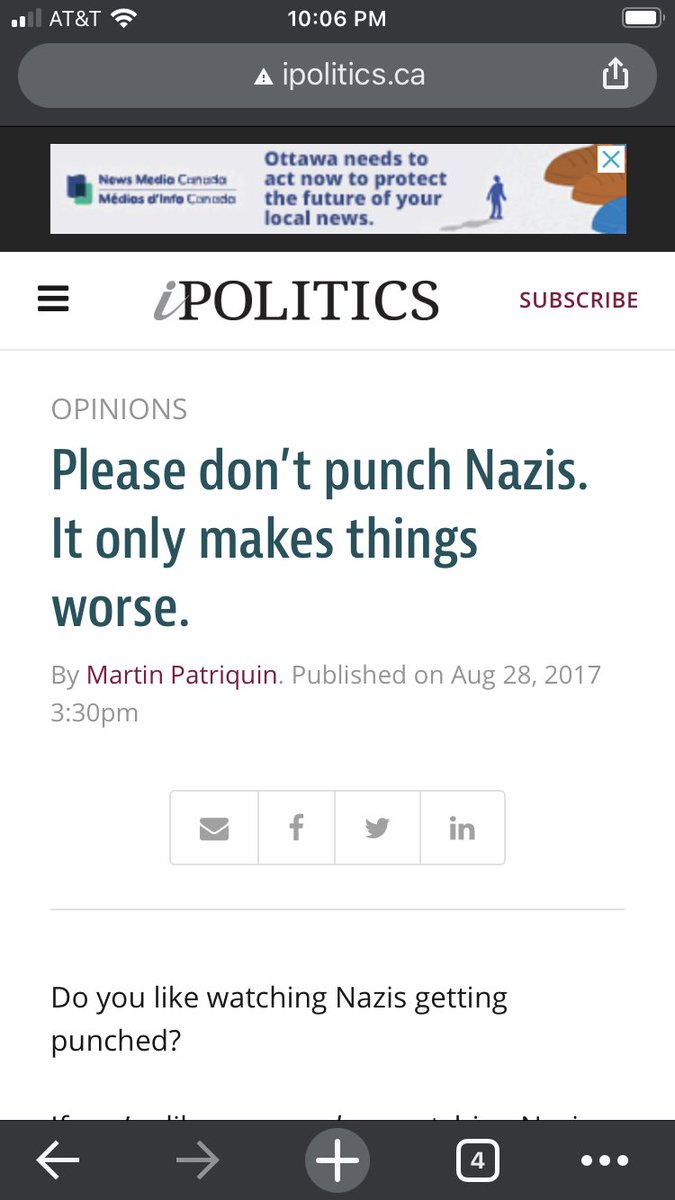 AT&T 10:06 PM
ipolitics.ca
News Media Canada
Médias d'Info Canada
Ottawa needs to
act now to protect
the future of your
local news.
iPOLITICS SUBSCRIBE
OPINIONS
Please don't punch Nazis.
It only makes things
worse.
By Martin Patriquin. Published on Aug 28, 2017
3:30pm
Do you like watching Nazis getting
punched?
4